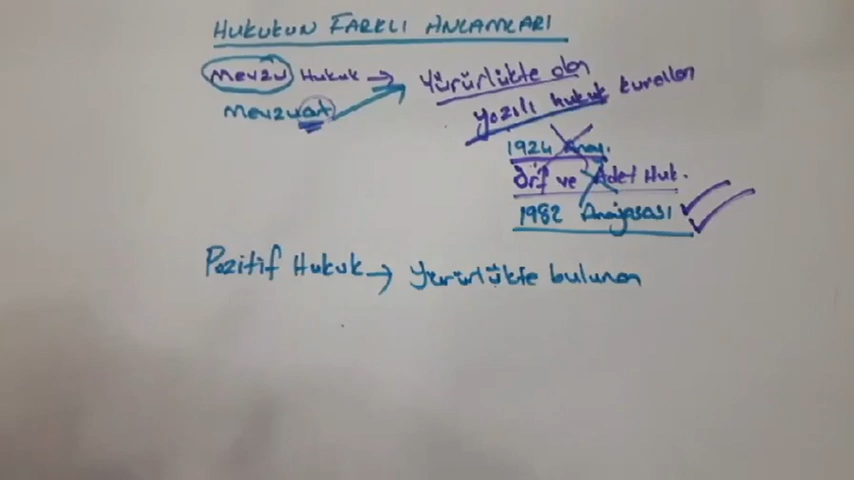 HUKUKUN FARKLI ANLAMLARI
Mevzu Hukuk → Yürürlükte olan
Mevzuat yazılı hukuk kuralları
1924 Anay.
Örf ve Adet Huk.
1982 Anayasası
Pozitif Hukuk → Yürürlükte bulunan